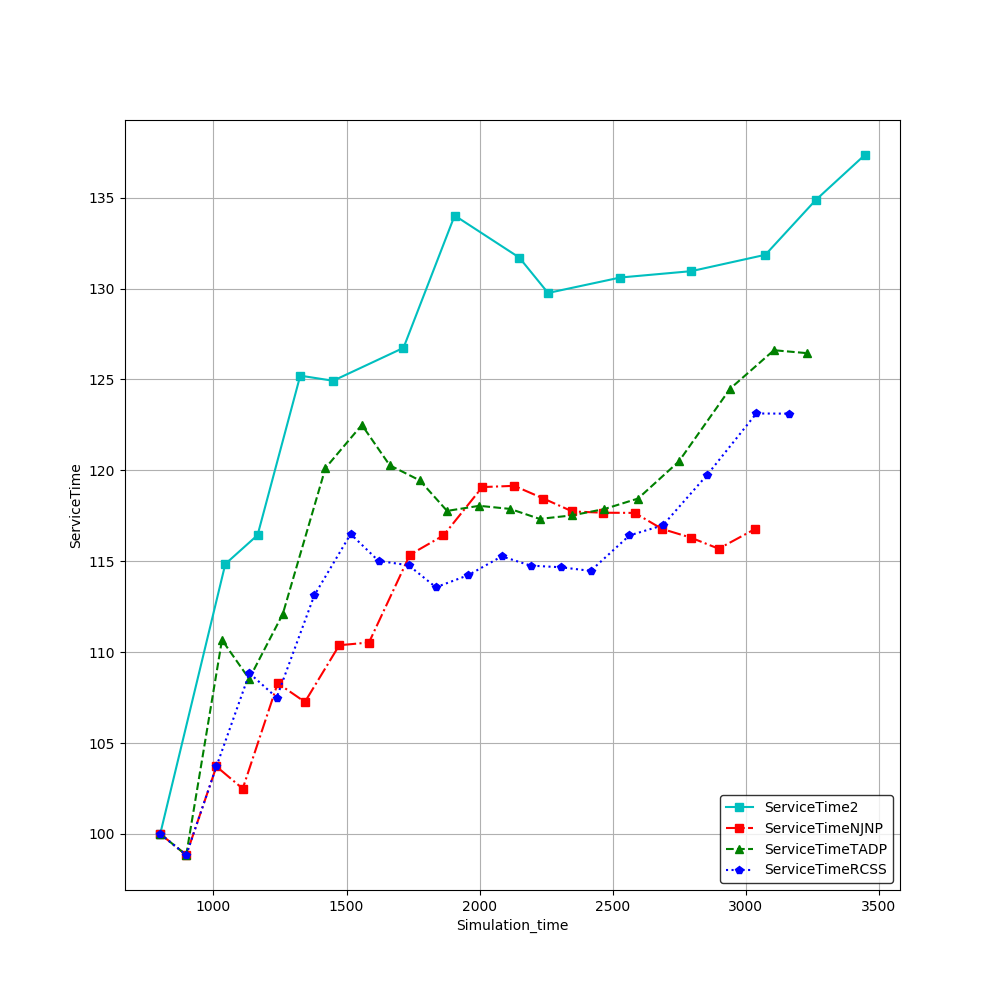 135
130
125
120
115
110
105
100
ServiceTime
1000 1500 2000 2500 3000 3500
Simulation_time
ServiceTime2
ServiceTimeNJNP
ServiceTimeTADP
ServiceTimeRCSS